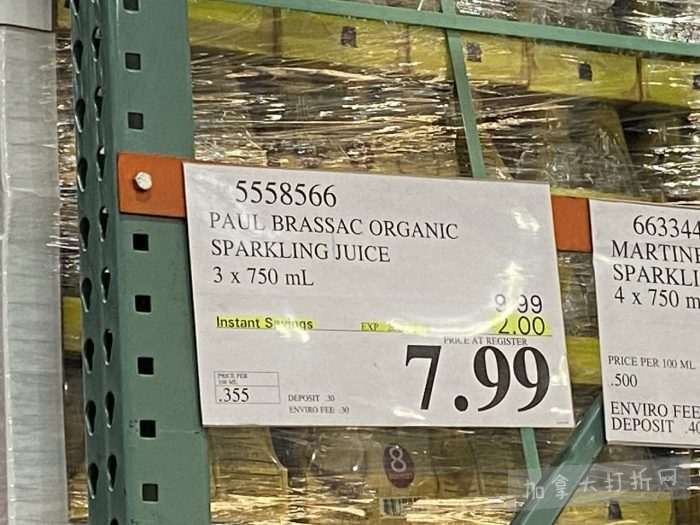 5558566
PAUL BRASSAC ORGANIC
SPARKLING JUICE
3 x 750 mL
9.99
Instant Savings EXP 2.00
PRICE AT REGISTER
7.99
PRICE PER
100 ML
.355
DEPOSIT .30
ENVIRO FEE .30
663344
MARTINE
SPARKLI
4 x 750 m
PRICE PER 100 ML
.500
ENVIRO FEE
DEPOSIT .40
8
加拿大打折网